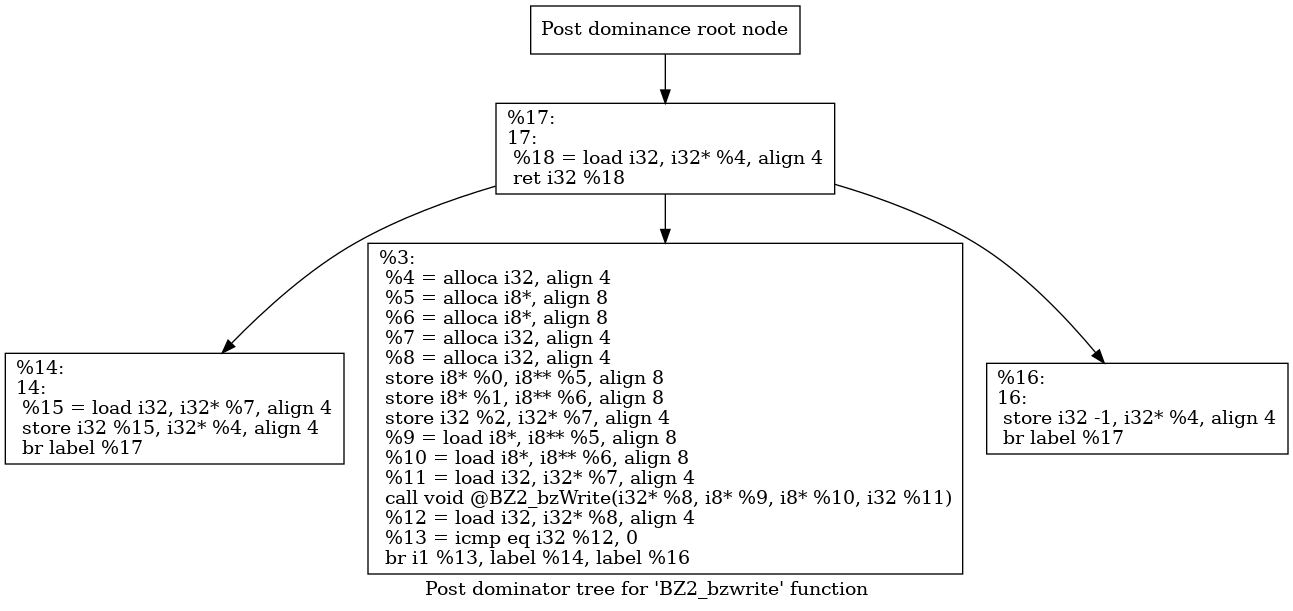 Post dominance root node
%17:
17:
%18 = load i32, i32* %4, align 4
ret i32 %18
%14:
14:
%15 = load i32, i32* %7, align 4
store i32 %15, i32* %4, align 4
br label %17
%3:
%4 = alloca i32, align 4
%5 = alloca i8*, align 8
%6 = alloca i8*, align 8
%7 = alloca i32, align 4
%8 = alloca i32, align 4
store i8* %0, i8** %5, align 8
store i8* %1, i8** %6, align 8
store i32 %2, i32* %7, align 4
%9 = load i8*, i8** %5, align 8
%10 = load i8*, i8** %6, align 8
%11 = load i32, i32* %7, align 4
call void @BZ2_bzWrite(i32* %8, i8* %9, i8* %10, i32 %11)
%12 = load i32, i32* %8, align 4
%13 = icmp eq i32 %12, 0
br i1 %13, label %14, label %16
%16:
16:
store i32 -1, i32* %4, align 4
br label %17
Post dominator tree for 'BZ2_bzwrite' function